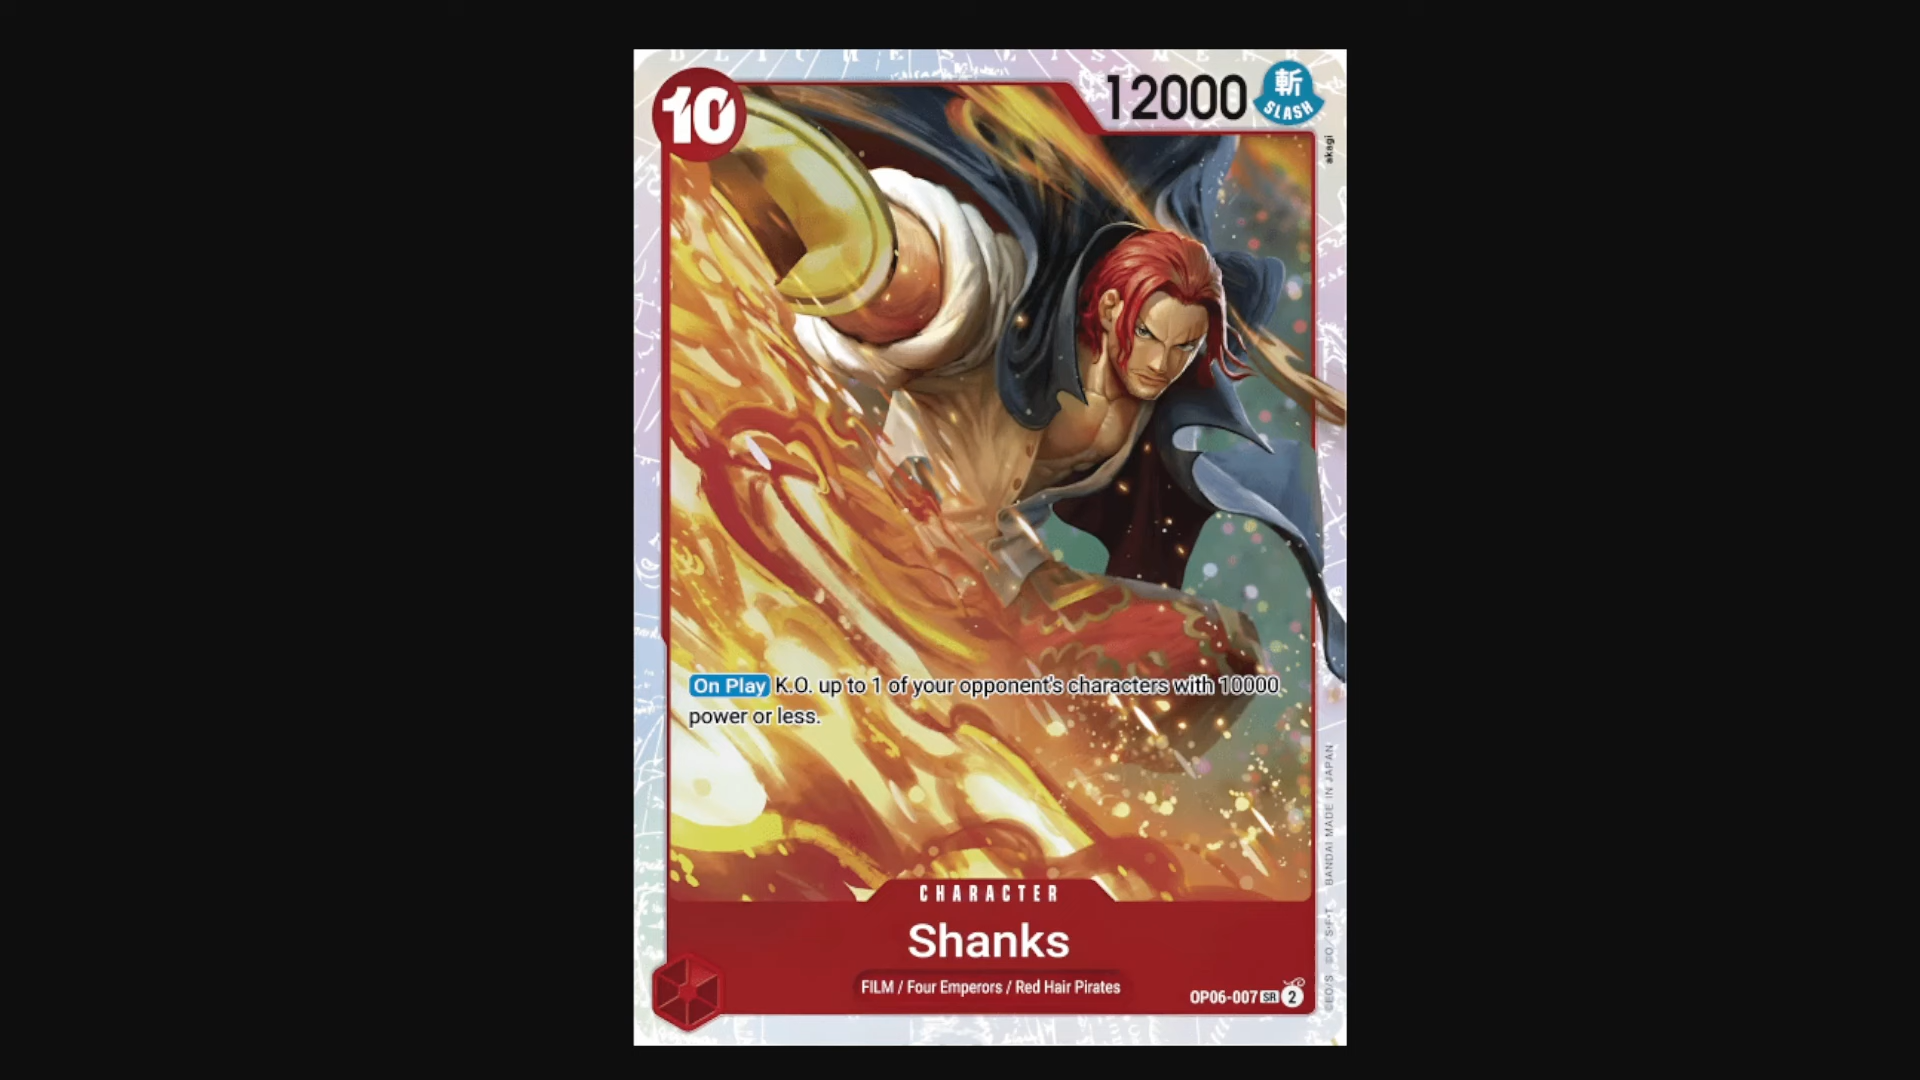 10
12000
斬
SLASH
akagi
On Play K.O. up to 1 of your opponent's characters with 10000
power or less.
BANDAI MADE IN JAPAN
CHARACTER
Shanks
FILM / Four Emperors / Red Hair Pirates
OP06-007 SR 2